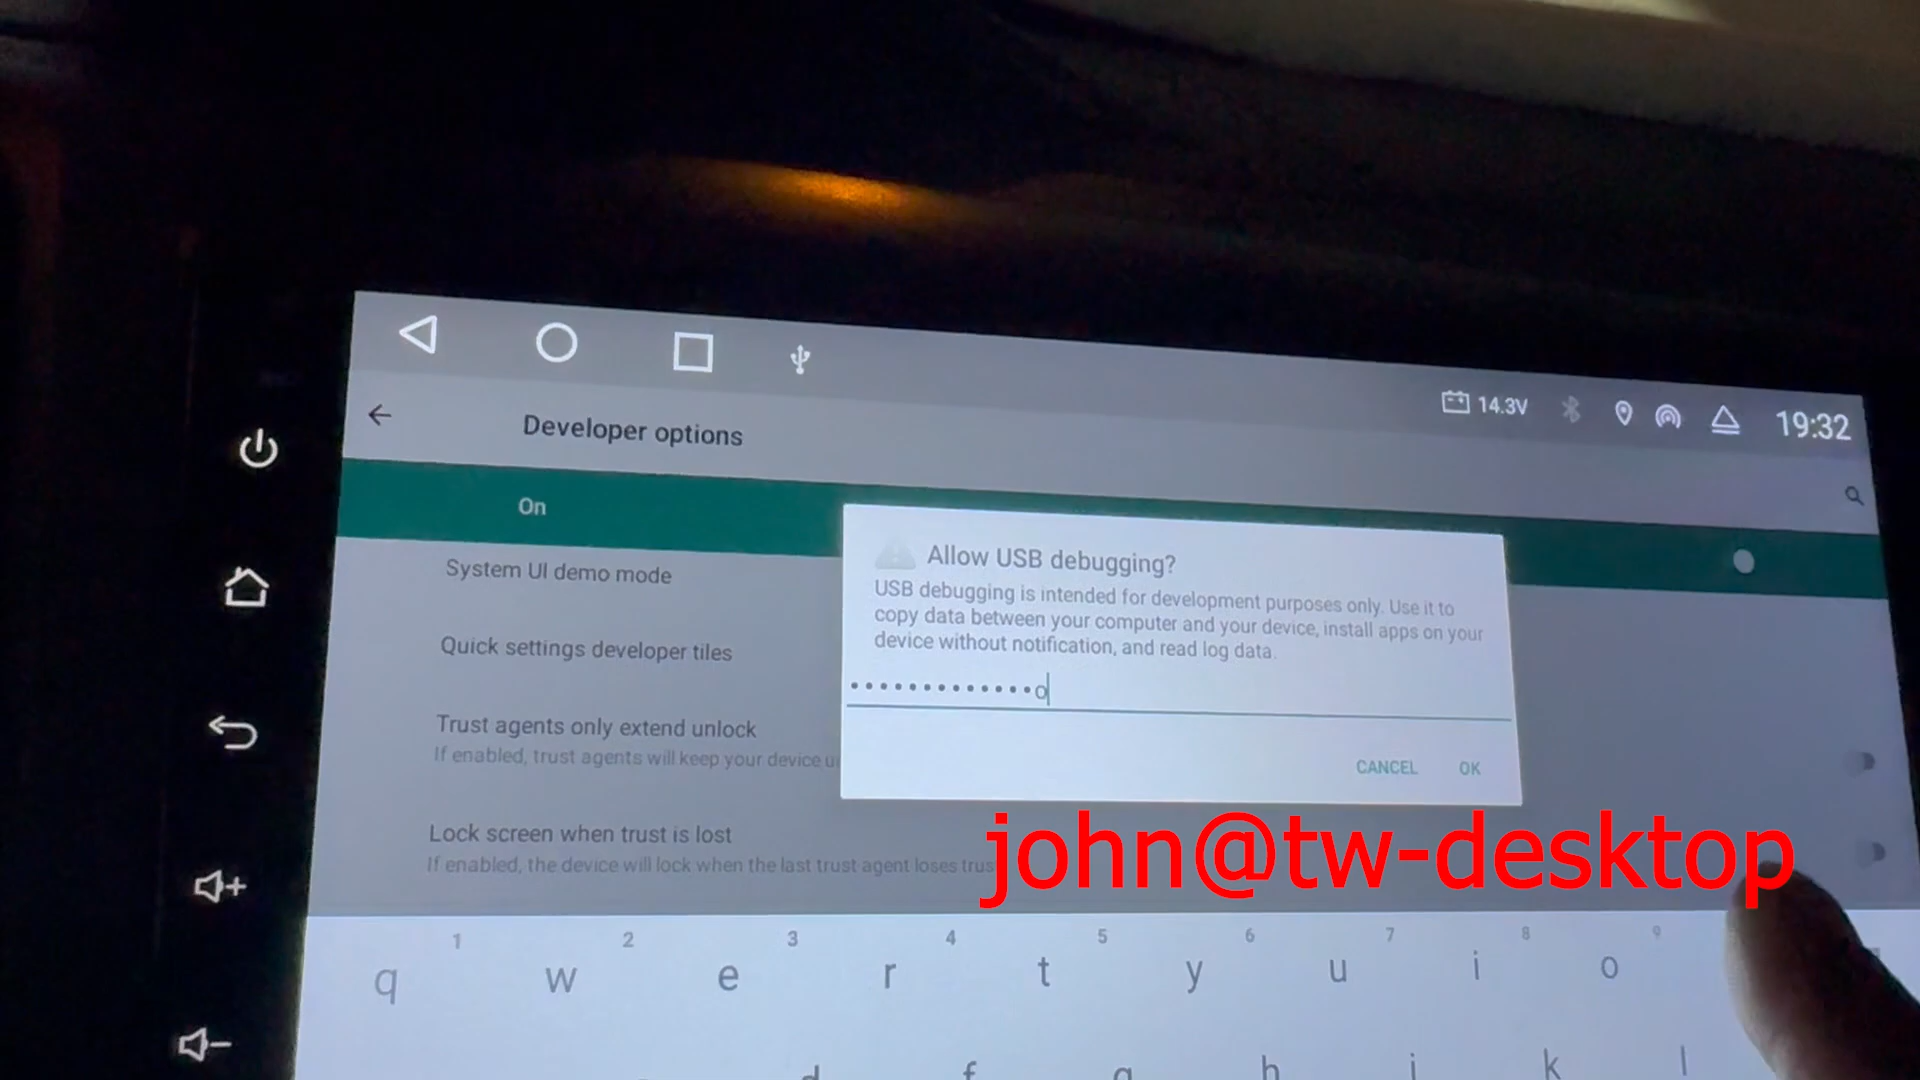 14.3V
19:32
Developer options
On
System UI demo mode
Quick settings developer tiles
Trust agents only extend unlock
If enabled, trust agents will keep your device u
Lock screen when trust is lost
If enabled, the device will lock when the last trust agent loses trus
Allow USB debugging?
USB debugging is intended for development purposes only. Use it to
copy data between your computer and your device, install apps on your
device without notification, and read log data.
•••••••••••••o
CANCEL OK
john@tw-desktop
1 2 3 4 5 6 7 8 9
q w e r t y u i o
d f g h j k l